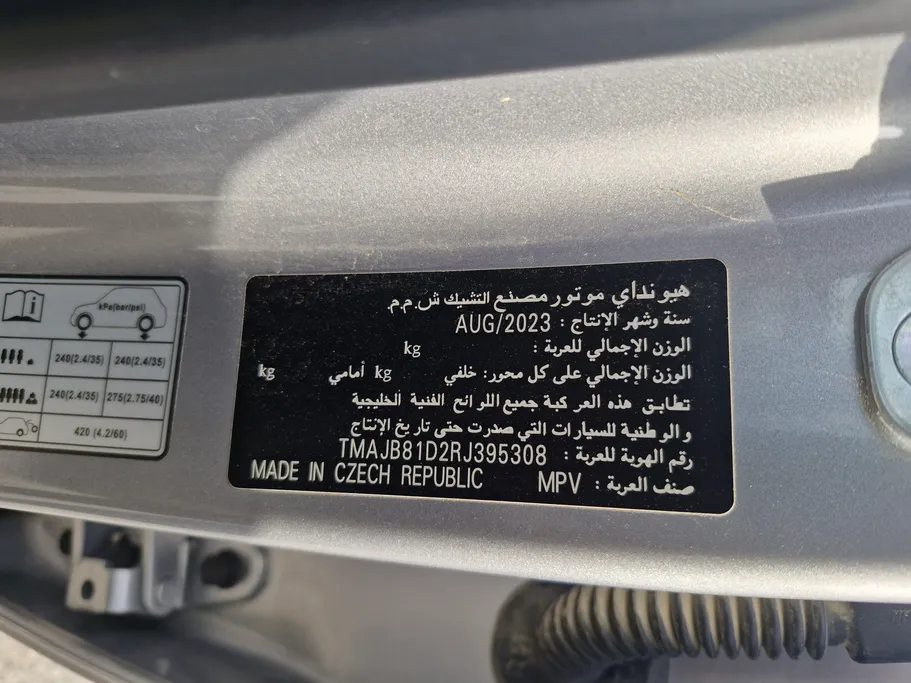 kPa(bar/psi)
240(2.4/35) 240(2.4/35)
240(2.4/35) 275(2.75/40)
420 (4.2/60)
هيونداي موتور مصنع التشيك ش.م.م.
سنة وشهر الإنتاج : AUG/2023
الوزن الإجمالي للعربة : kg
الوزن الإجمالي على كل محور: خلفي kg أمامي kg
تطابق هذه العركبة جميع اللوائح الفنية الخليجية
والوطنية للسيارات التي صدرت حتى تاريخ الإنتاج
رقم الهوية للعربة : TMAJB81D2RJ395308
صنف العربة : MPV MADE IN CZECH REPUBLIC